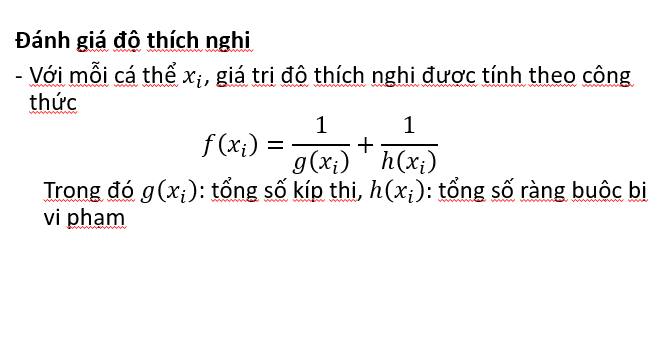 Đánh giá độ thích nghi
- Với mỗi cá thể 𝑥ᵢ, giá trị độ thích nghi được tính theo công
thức
𝑓(𝑥ᵢ) = 1/𝑔(𝑥ᵢ) + 1/ℎ(𝑥ᵢ)
Trong đó 𝑔(𝑥ᵢ): tổng số kíp thi, ℎ(𝑥ᵢ): tổng số ràng buộc bị
vi phạm